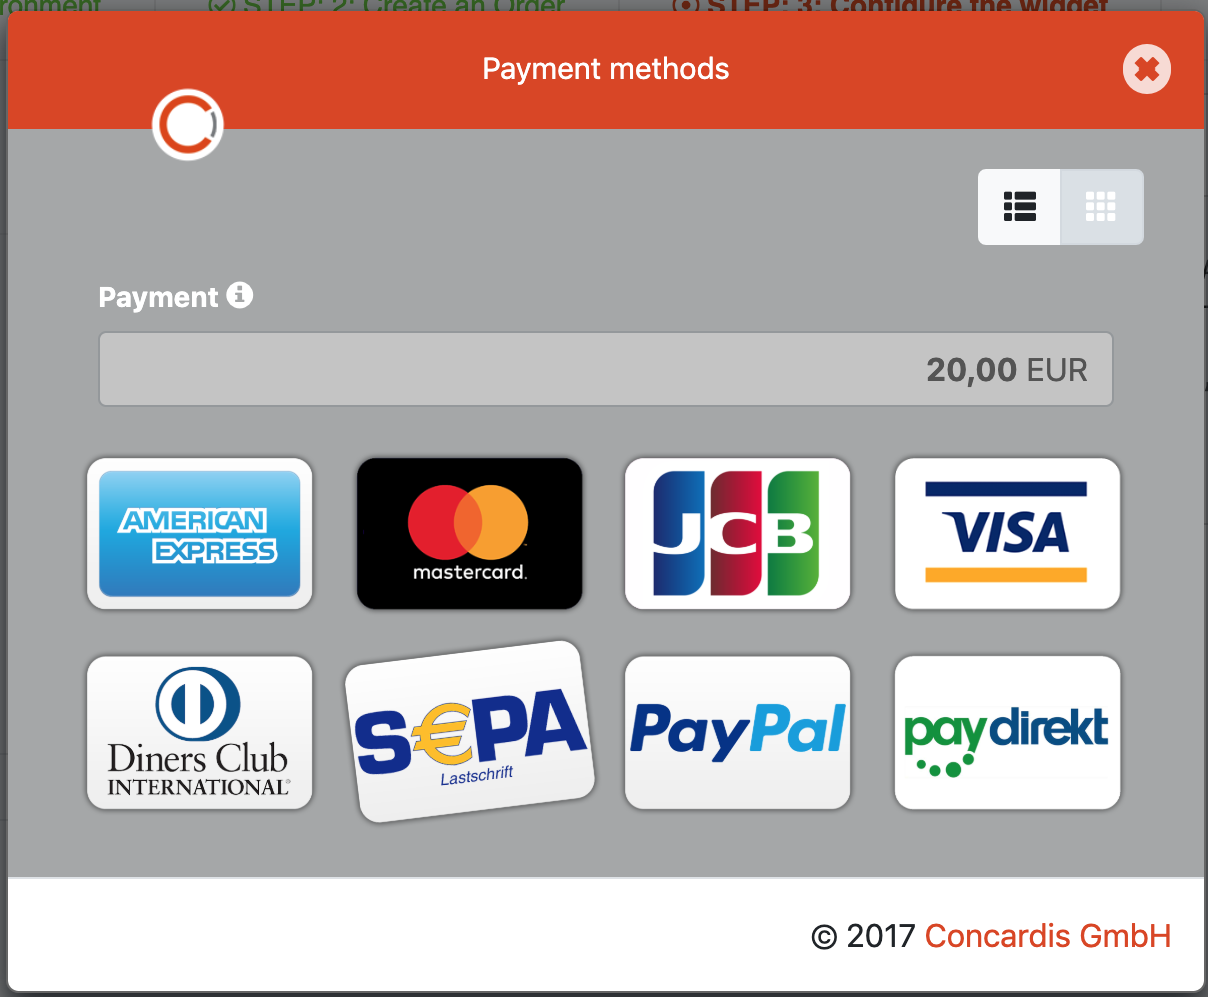 ronment
STEP: 2: Create an Order
STEP: 3: Configure the widget
Payment methods
Payment
20,00 EUR
AMERICAN
EXPRESS
mastercard.
JCB
VISA
Diners Club
INTERNATIONAL®
S€PA
Lastschrift
PayPal
paydirekt
© 2017 Concardis GmbH